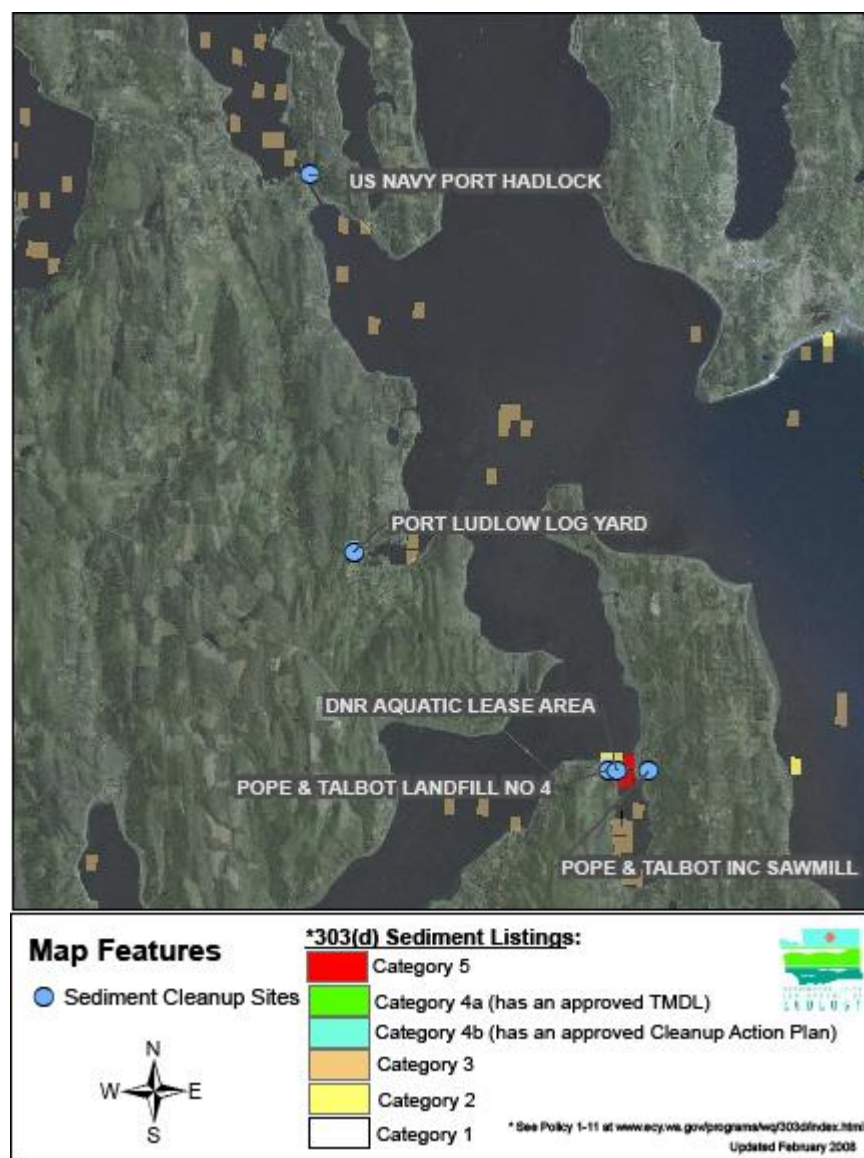 US NAVY PORT HADLOCK
PORT LUDLOW LOG YARD
DNR AQUATIC LEASE AREA
POPE & TALBOT LANDFILL NO 4
POPE & TALBOT INC SAWMILL
Map Features
Sediment Cleanup Sites
N
W E
S
*303(d) Sediment Listings:
Category 5
Category 4a (has an approved TMDL)
Category 4b (has an approved Cleanup Action Plan)
Category 3
Category 2
Category 1
ECOLOGY
* See Policy 1-11 at www.ecy.wa.gov/programs/wq/303d/index.html
Updated February 2008